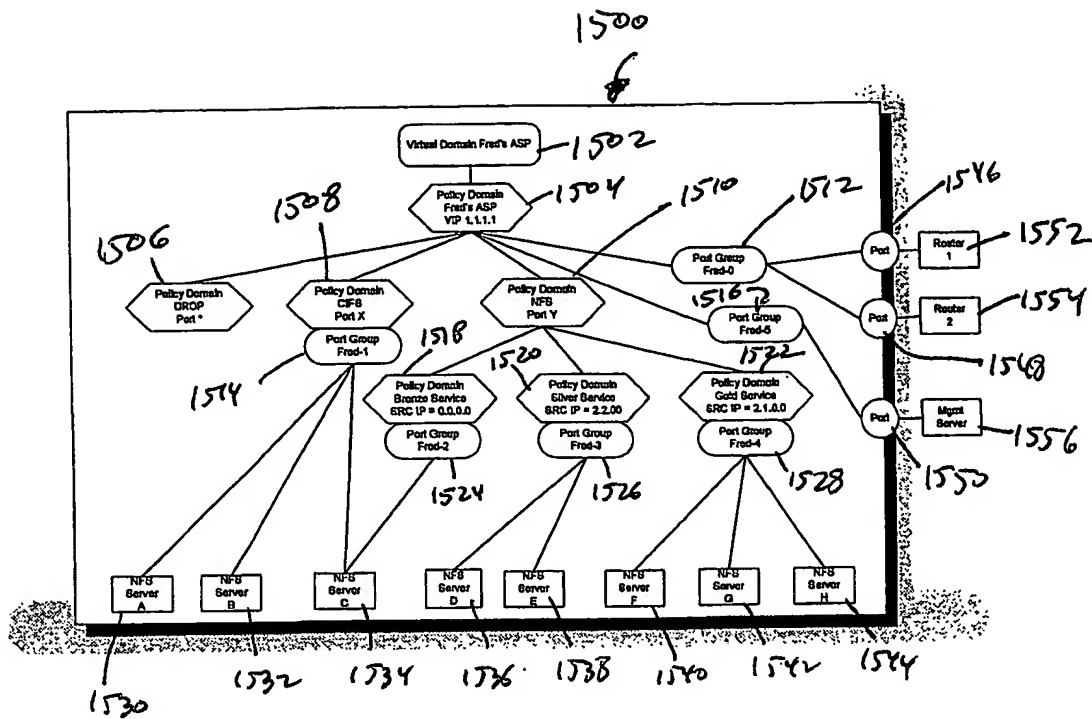 1500
Virtual Domain Fred's ASP
1502
Policy Domain
Fred's ASP
VIP 1.1.1.1
1504
1510
1512
1546
1508
1506
Port
Router
1
1552
Port Group
Fred-0
Policy Domain
DROP
Port *
Policy Domain
CIFS
Port X
Policy Domain
NFS
Port Y
1516
Port Group
Fred-5
Port
Router
2
1554
1548
Port Group
Fred-1
1514
1518
1520
1522
Policy Domain
Bronze Service
SRC IP = 0.0.0.0
Policy Domain
Silver Service
SRC IP = 2.2.00
Policy Domain
Gold Service
SRC IP = 2.1.0.0
Port
Mgmt
Server
1556
1550
Port Group
Fred-2
Port Group
Fred-3
Port Group
Fred-4
1524
1526
1528
NFS
Server
A
NFS
Server
B
NFS
Server
C
NFS
Server
D
NFS
Server
E
NFS
Server
F
NFS
Server
G
NFS
Server
H
1530
1532
1534
1536
1538
1540
1542
1544